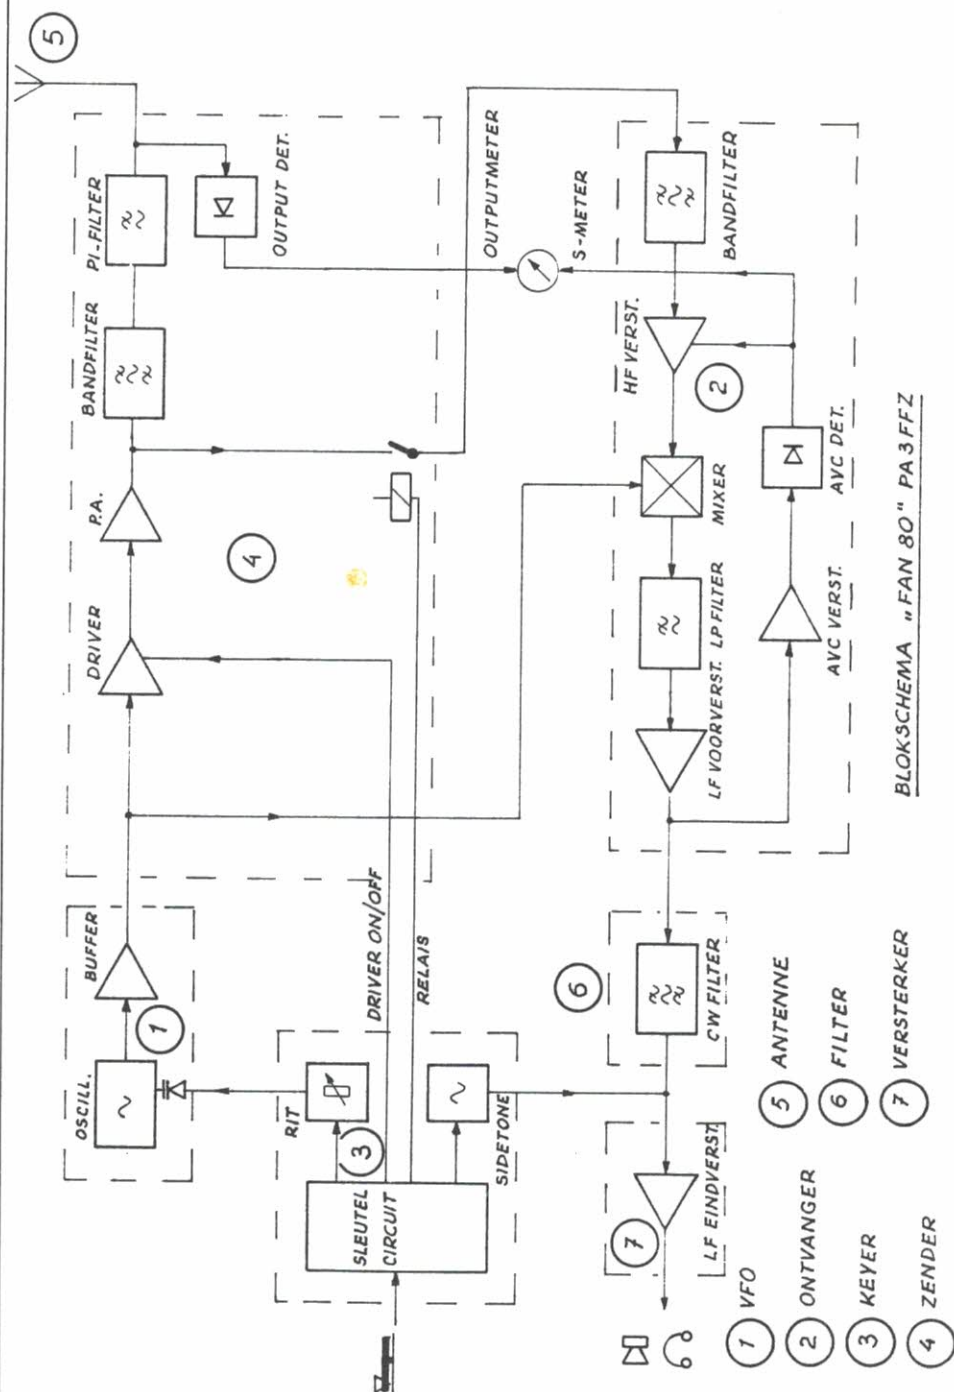 5
PI-FILTER
OUTPUT DET.
BANDFILTER
P.A.
4
DRIVER
BUFFER
OSCILL.
1
RIT
3
DRIVER ON/OFF
RELAIS
SLEUTEL
CIRCUIT
SIDETONE
OUTPUTMETER
S-METER
BANDFILTER
HF VERST.
2
MIXER
LP FILTER
LF VOORVERST.
AVC DET.
AVC VERST.
6
CW FILTER
7
LF EINDVERST.
1 VFO
2 ONTVANGER
3 KEYER
4 ZENDER
5 ANTENNE
6 FILTER
7 VERSTERKER
BLOKSCHEMA „FAN 80" PA3FFZ